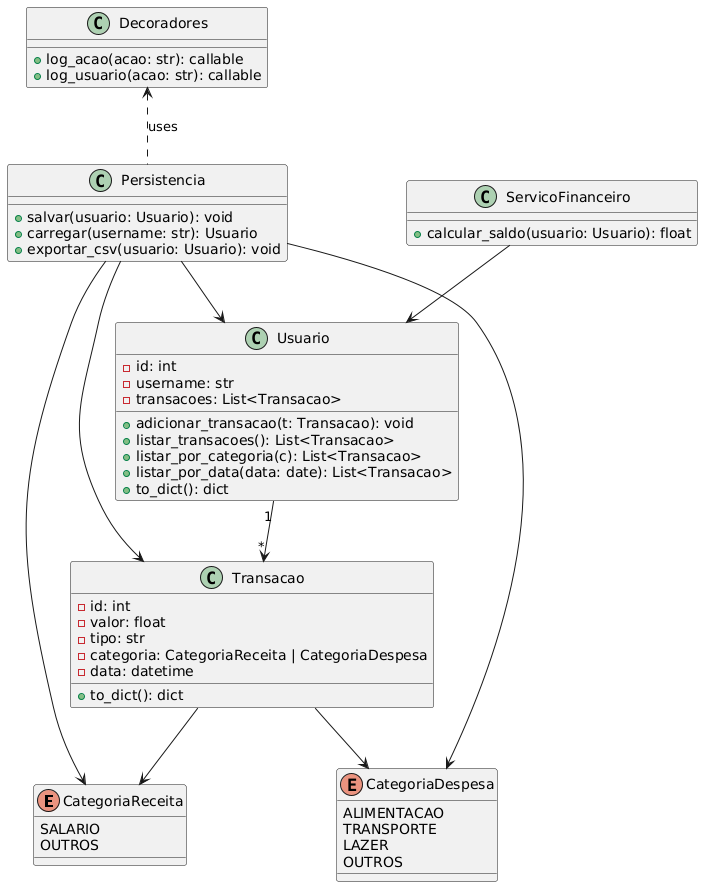 C Decoradores
log_acao(acao: str): callable
log_usuario(acao: str): callable
uses
C Persistencia
salvar(usuario: Usuario): void
carregar(username: str): Usuario
exportar_csv(usuario: Usuario): void
C ServicoFinanceiro
calcular_saldo(usuario: Usuario): float
C Usuario
id: int
username: str
transacoes: List<Transacao>
adicionar_transacao(t: Transacao): void
listar_transacoes(): List<Transacao>
listar_por_categoria(c): List<Transacao>
listar_por_data(data: date): List<Transacao>
to_dict(): dict
1
*
C Transacao
id: int
valor: float
tipo: str
categoria: CategoriaReceita | CategoriaDespesa
data: datetime
to_dict(): dict
E CategoriaReceita
SALARIO
OUTROS
E CategoriaDespesa
ALIMENTACAO
TRANSPORTE
LAZER
OUTROS